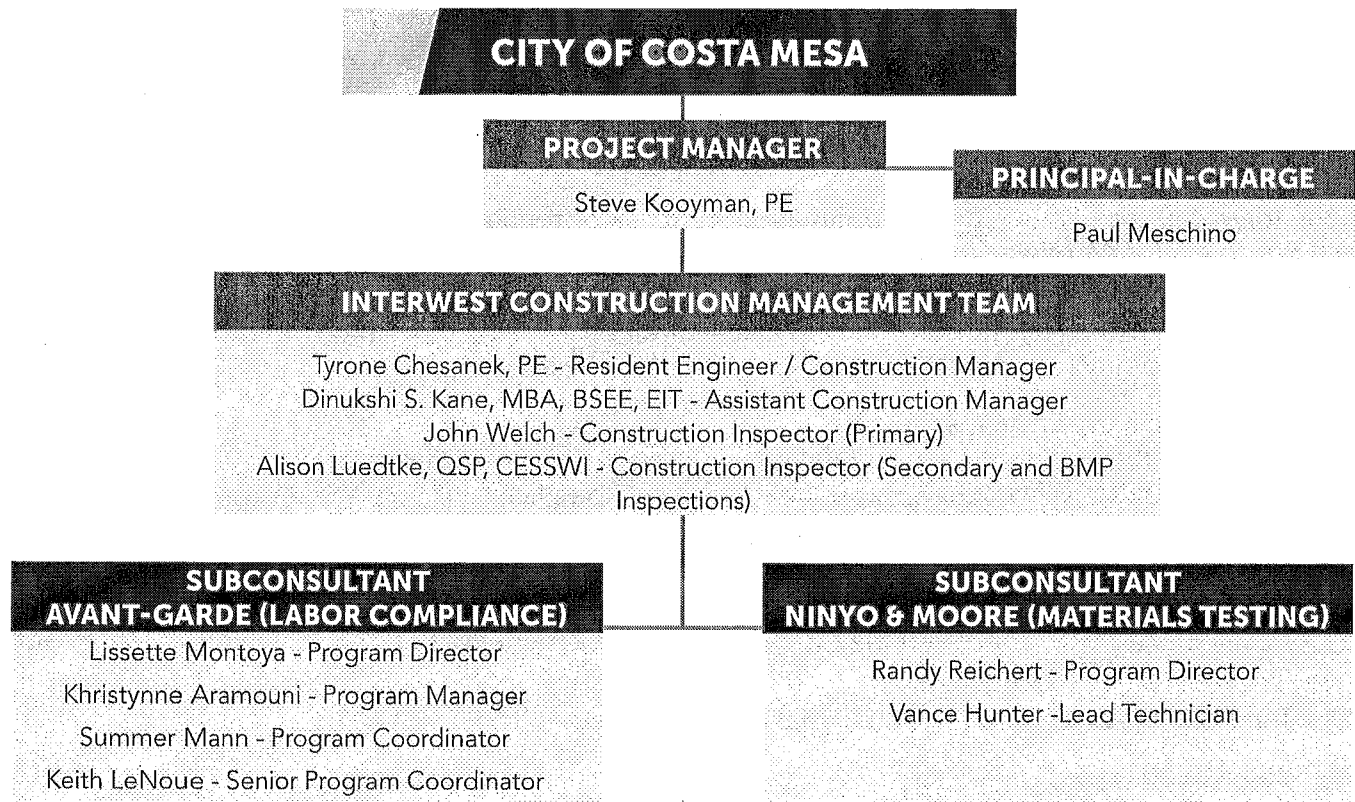 CITY OF COSTA MESA
PROJECT MANAGER
Steve Kooyman, PE
PRINCIPAL-IN-CHARGE
Paul Meschino
INTERWEST CONSTRUCTION MANAGEMENT TEAM
Tyrone Chesanek, PE - Resident Engineer / Construction Manager
Dinukshi S. Kane, MBA, BSEE, EIT - Assistant Construction Manager
John Welch - Construction Inspector (Primary)
Alison Luedtke, QSP, CESSWI - Construction Inspector (Secondary and BMP
Inspections)
SUBCONSULTANT
AVANT-GARDE (LABOR COMPLIANCE)
Lissette Montoya - Program Director
Khristynne Aramouni - Program Manager
Summer Mann - Program Coordinator
Keith LeNoue - Senior Program Coordinator
SUBCONSULTANT
NINYO & MOORE (MATERIALS TESTING)
Randy Reichert - Program Director
Vance Hunter -Lead Technician